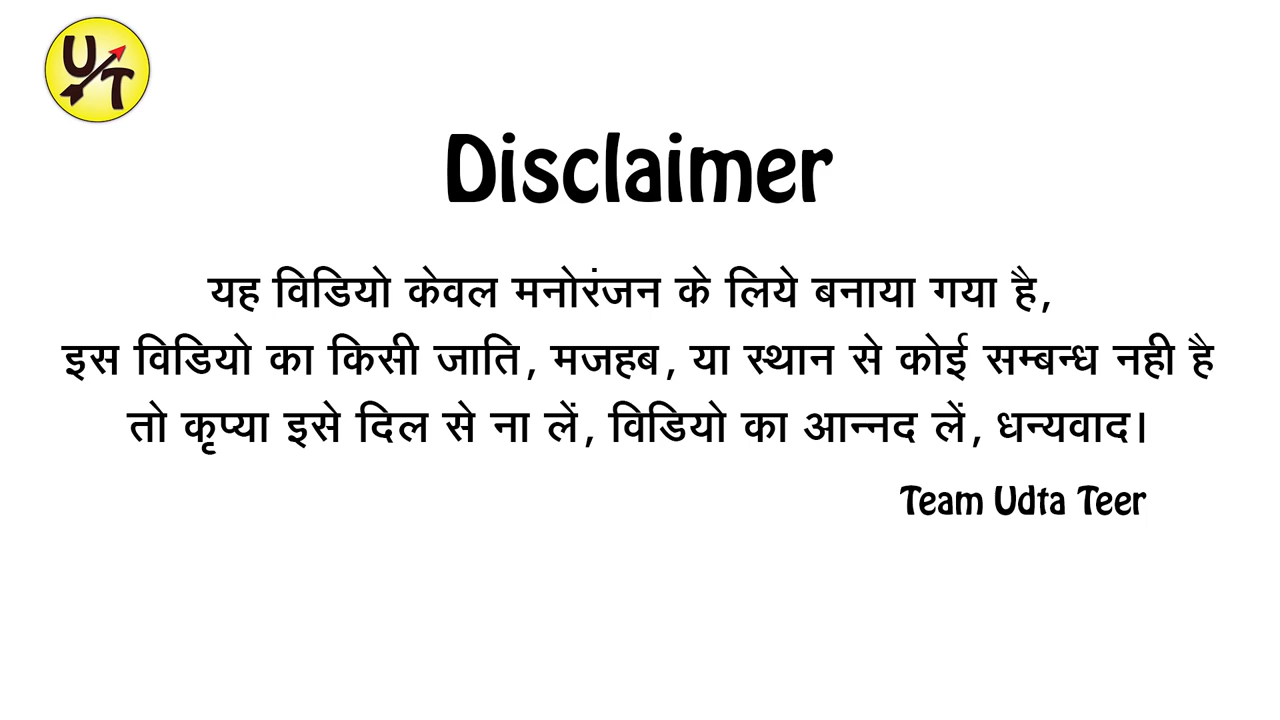 UT
Disclaimer
यह विडियो केवल मनोरंजन के लिये बनाया गया है,
इस विडियो का किसी जाति, मजहब, या स्थान से कोई सम्बन्ध नही है
तो कृप्या इसे दिल से ना लें, विडियो का आन्नद लें, धन्यवाद।
Team Udta Teer